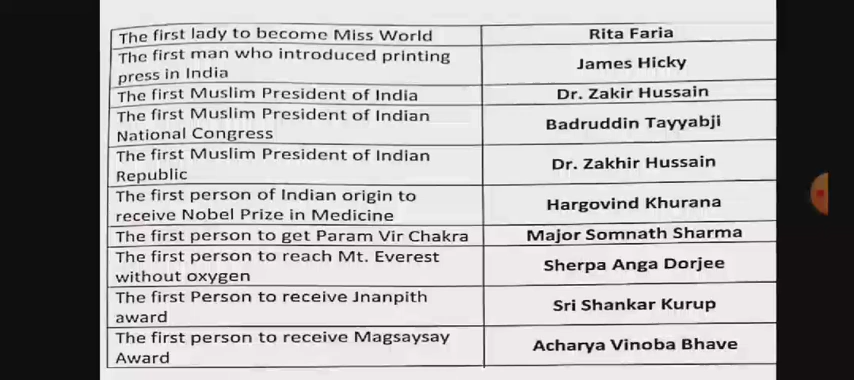 The first lady to become Miss World
Rita Faria
The first man who introduced printing
press in India
James Hicky
The first Muslim President of India
Dr. Zakir Hussain
The first Muslim President of Indian
National Congress
Badruddin Tayyabji
The first Muslim President of Indian
Republic
Dr. Zakhir Hussain
The first person of Indian origin to
receive Nobel Prize in Medicine
Hargovind Khurana
The first person to get Param Vir Chakra
Major Somnath Sharma
The first person to reach Mt. Everest
without oxygen
Sherpa Anga Dorjee
The first Person to receive Jnanpith
award
Sri Shankar Kurup
The first person to receive Magsaysay
Award
Acharya Vinoba Bhave